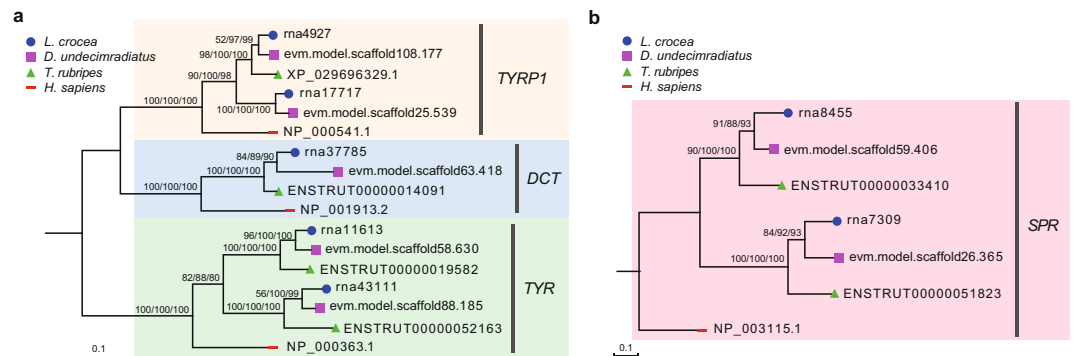 a
L. crocea
D. undecimradiatus
T. rubripes
H. sapiens
52/97/99
rna4927
98/100/100
evm.model.scaffold108.177
90/100/98
XP_029696329.1
TYRP1
rna17717
100/100/100
100/100/100
evm.model.scaffold25.539
NP_000541.1
84/89/90
rna37785
100/100/100
evm.model.scaffold63.418
DCT
100/100/100
ENSTRUT00000014091
NP_001913.2
rna11613
96/100/100
100/100/100
evm.model.scaffold58.630
82/88/80
ENSTRUT00000019582
TYR
rna43111
56/100/99
100/100/100
100/100/100
evm.model.scaffold88.185
ENSTRUT00000052163
NP_000363.1
0.1
b
L. crocea
D. undecimradiatus
T. rubripes
H. sapiens
rna8455
91/88/93
90/100/100
evm.model.scaffold59.406
ENSTRUT00000033410
rna7309
SPR
84/92/93
100/100/100
evm.model.scaffold26.365
ENSTRUT00000051823
NP_003115.1
0.1